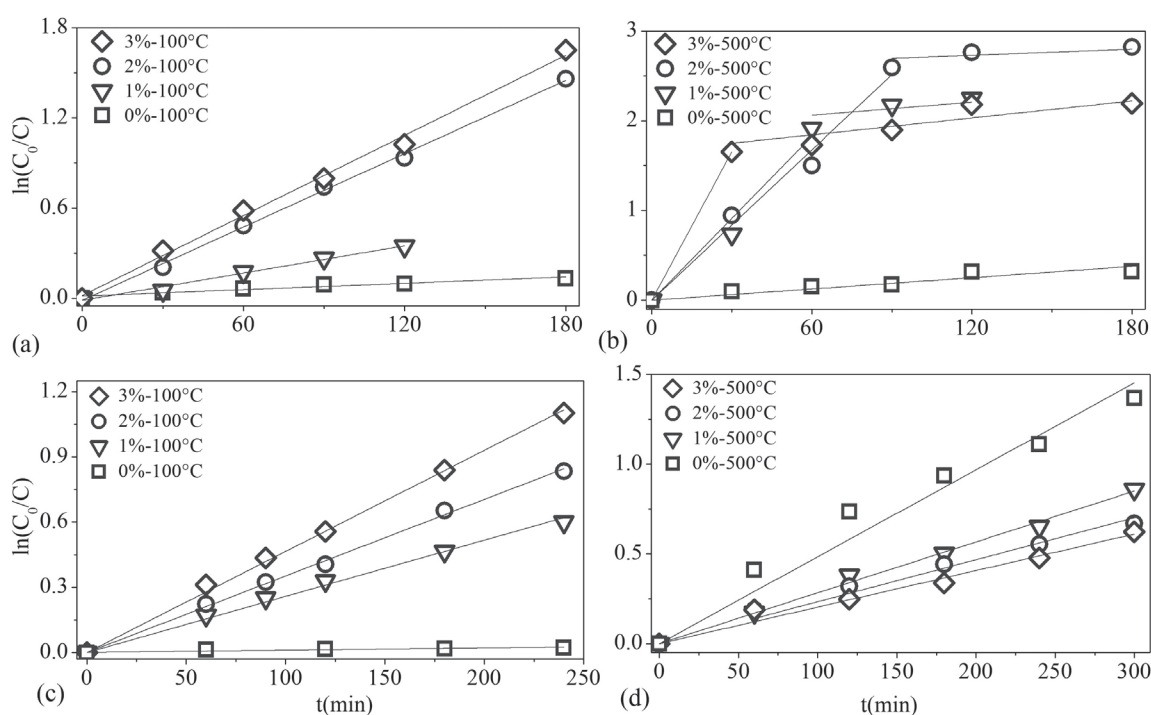 1.8
3%-100°C
2%-100°C
1%-100°C
0%-100°C
1.2
0.6
0.0
ln(C0/C)
0
60
120
180
(a)
3
3%-500°C
2%-500°C
1%-500°C
0%-500°C
2
1
0
0
60
120
180
(b)
1.2
3%-100°C
2%-100°C
1%-100°C
0%-100°C
0.9
0.6
0.3
0.0
ln(C0/C)
0
50
100
150
200
250
t(min)
(c)
1.5
3%-500°C
2%-500°C
1%-500°C
0%-500°C
1.0
0.5
0.0
0
50
100
150
200
250
300
t(min)
(d)